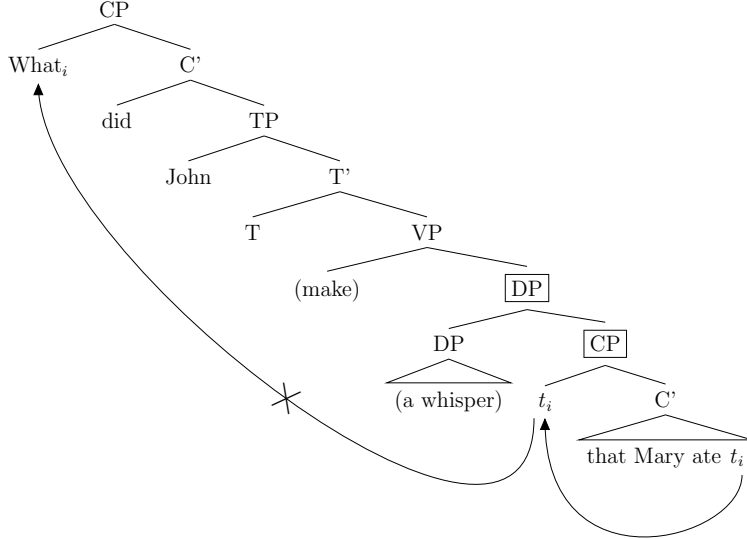 CP
What_i C’
did TP
John T’
T VP
(make) DP
DP CP
(a whisper) t_i C’
that Mary ate t_i